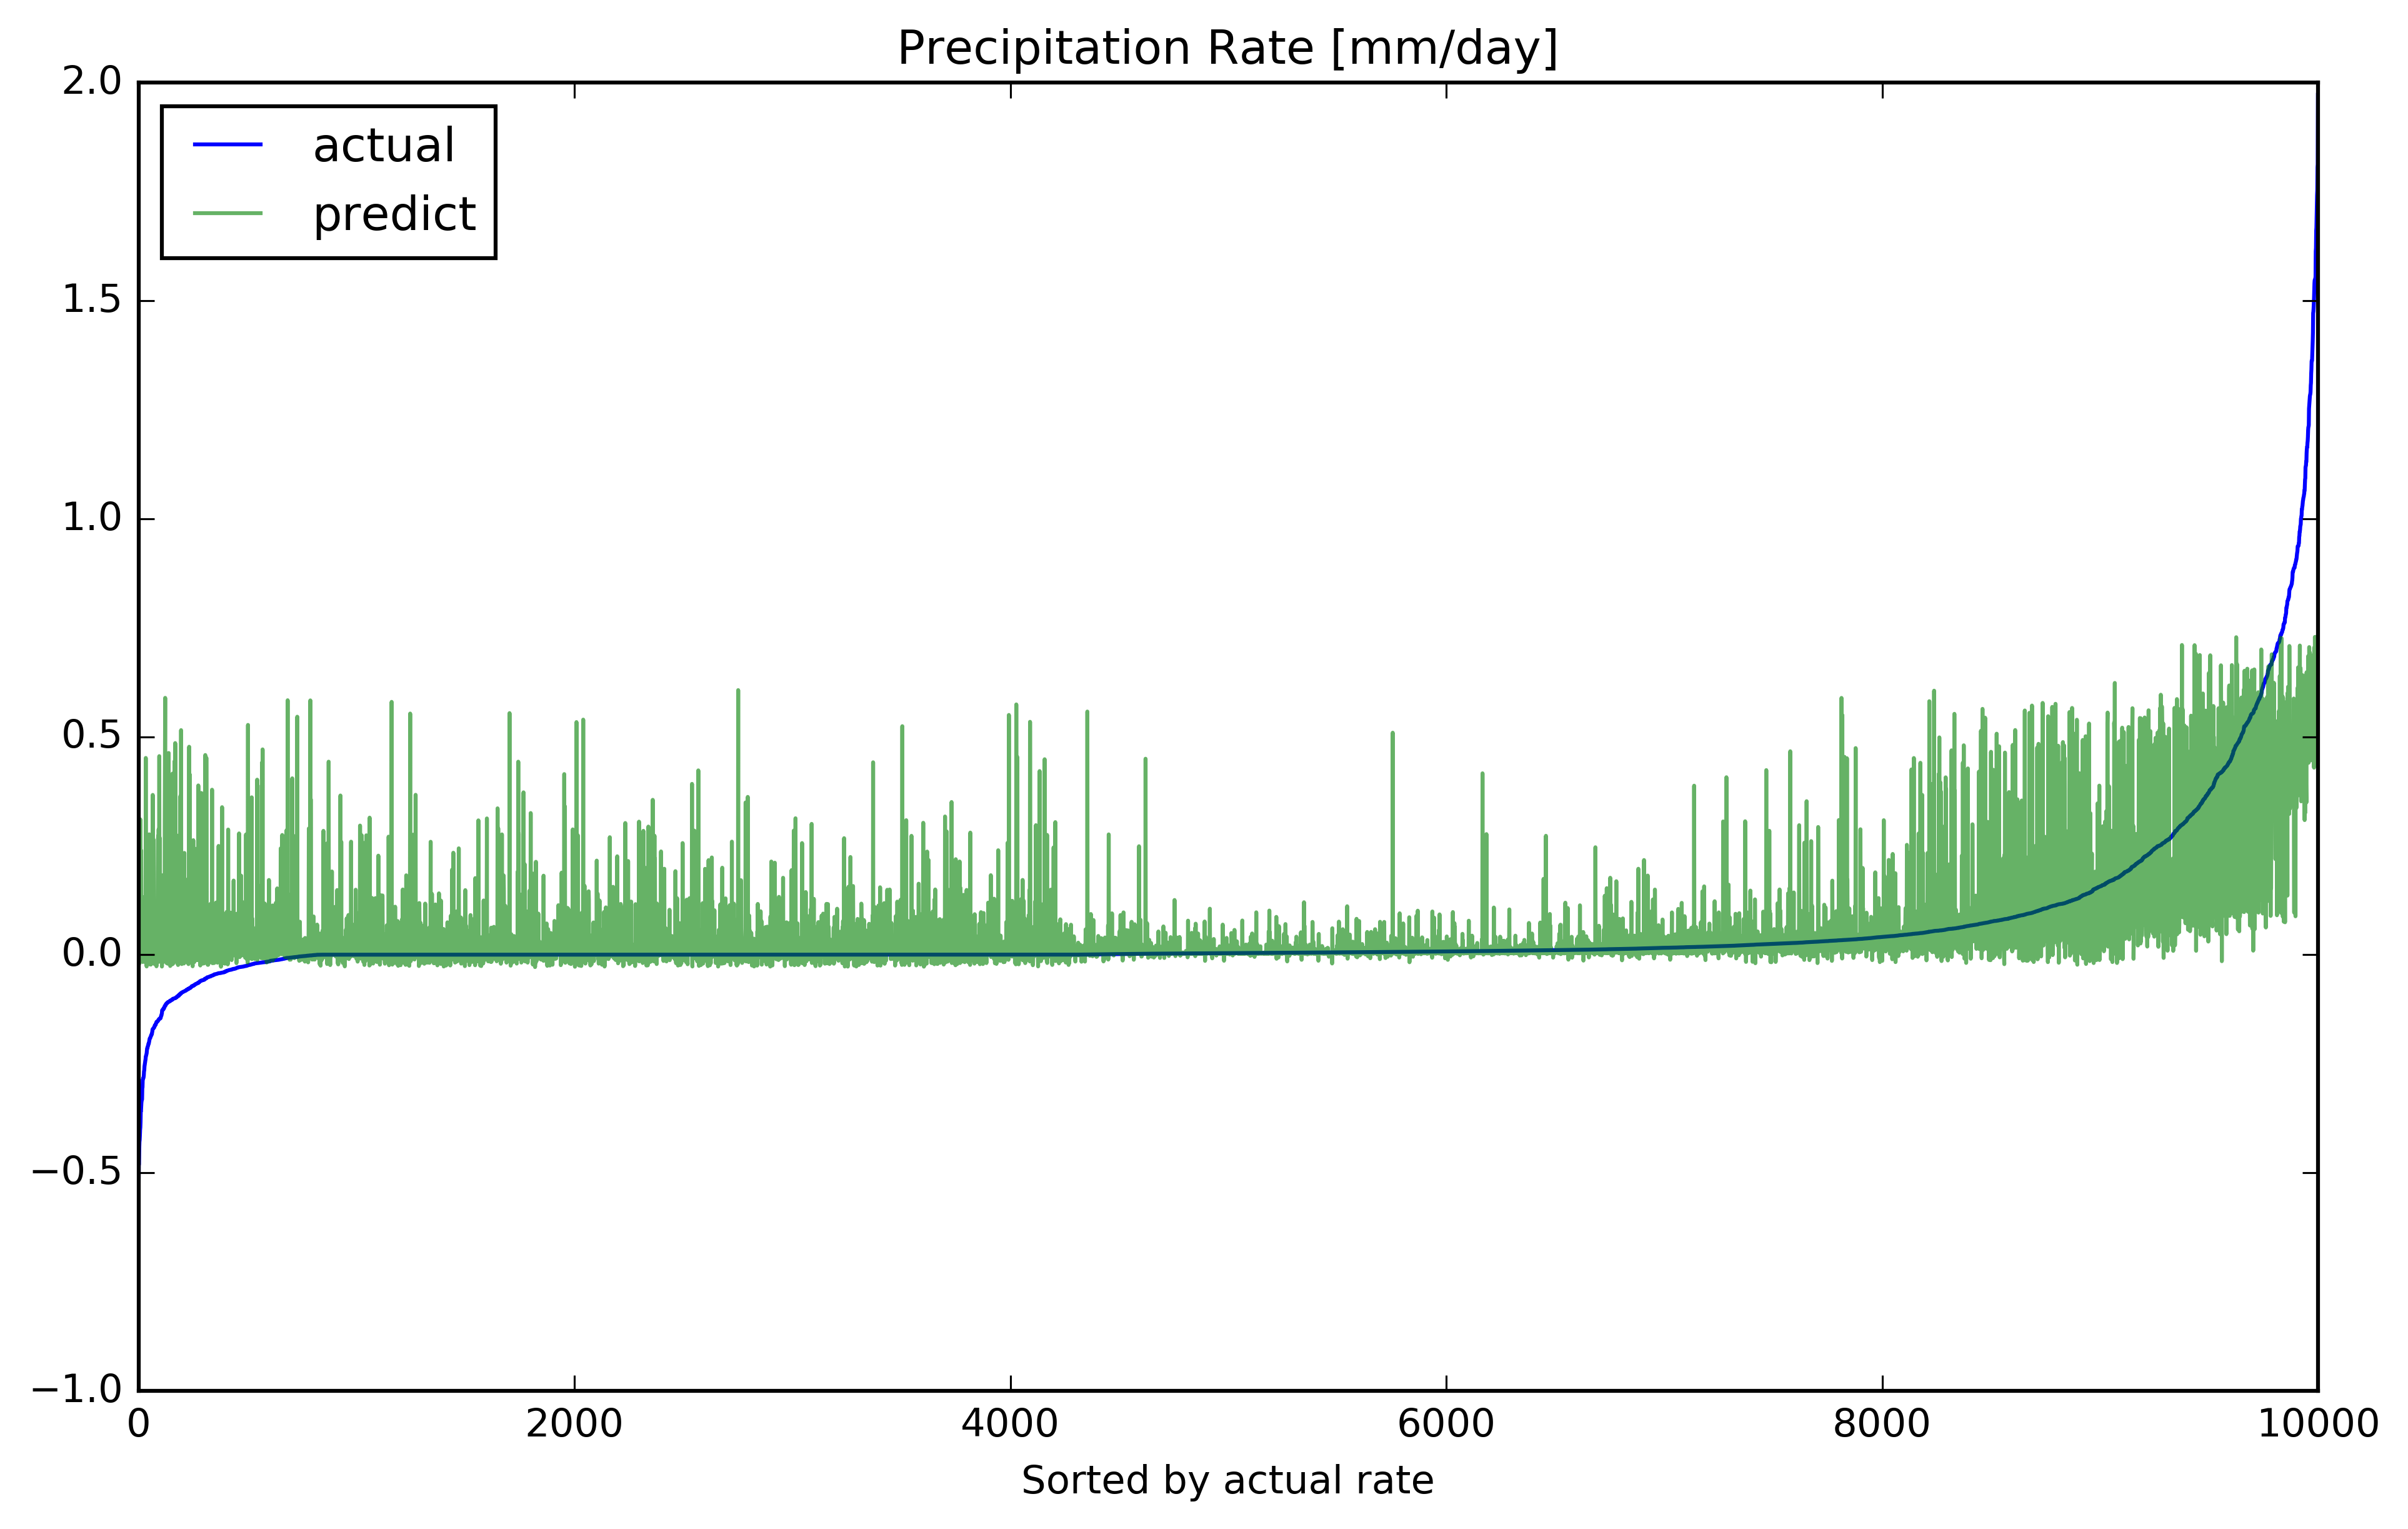 Precipitation Rate [mm/day]
2.0
actual
predict
1.5
1.0
0.5
0.0
−0.5
−1.0
0 2000 4000 6000 8000 10000
Sorted by actual rate